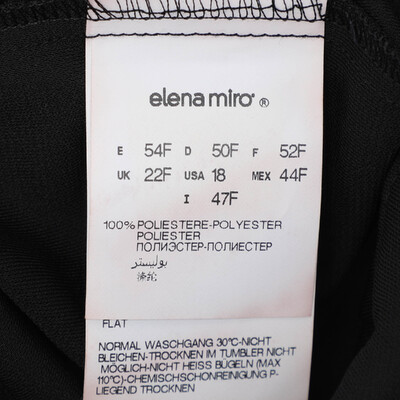 elena miro®
E 54F D 50F F 52F
UK 22F USA 18 MEX 44F
I 47F
100% POLIESTERE-POLYESTER
POLIESTER
ПОЛИЭСТЕР-ПОЛИЕСТЕР
بوليستر
FLAT
NORMAL WASCHGANG 30°C-NICHT
BLEICHEN-TROCKNEN IM TUMBLER NICHT
MÖGLICH-NICHT HEISS BÜGELN (MAX
110°C)-CHEMISCHSCHONREINIGUNG P-
LIEGEND TROCKNEN